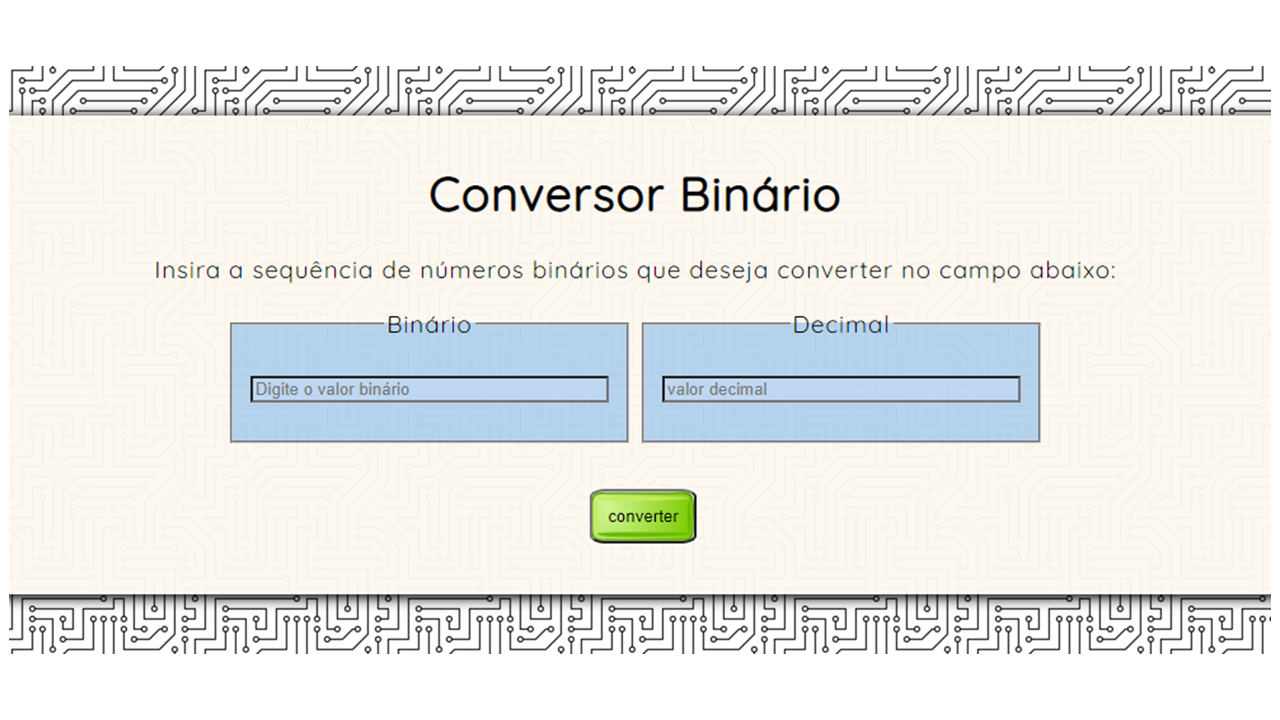 Conversor Binário
Insira a sequência de números binários que deseja converter no campo abaixo:
Binário
Digite o valor binário
Decimal
valor decimal
converter